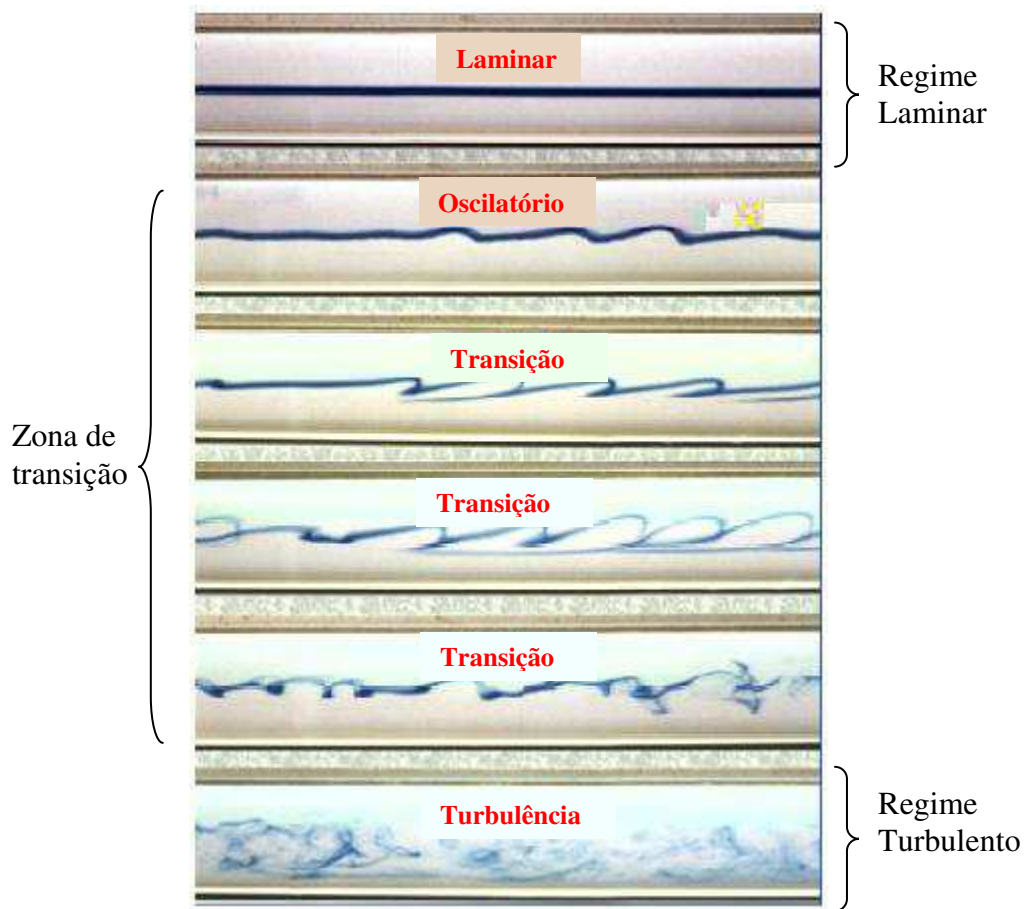 Laminar
Regime
Laminar
Oscilatório
Transição
Zona de
transição
Transição
Transição
Turbulência
Regime
Turbulento